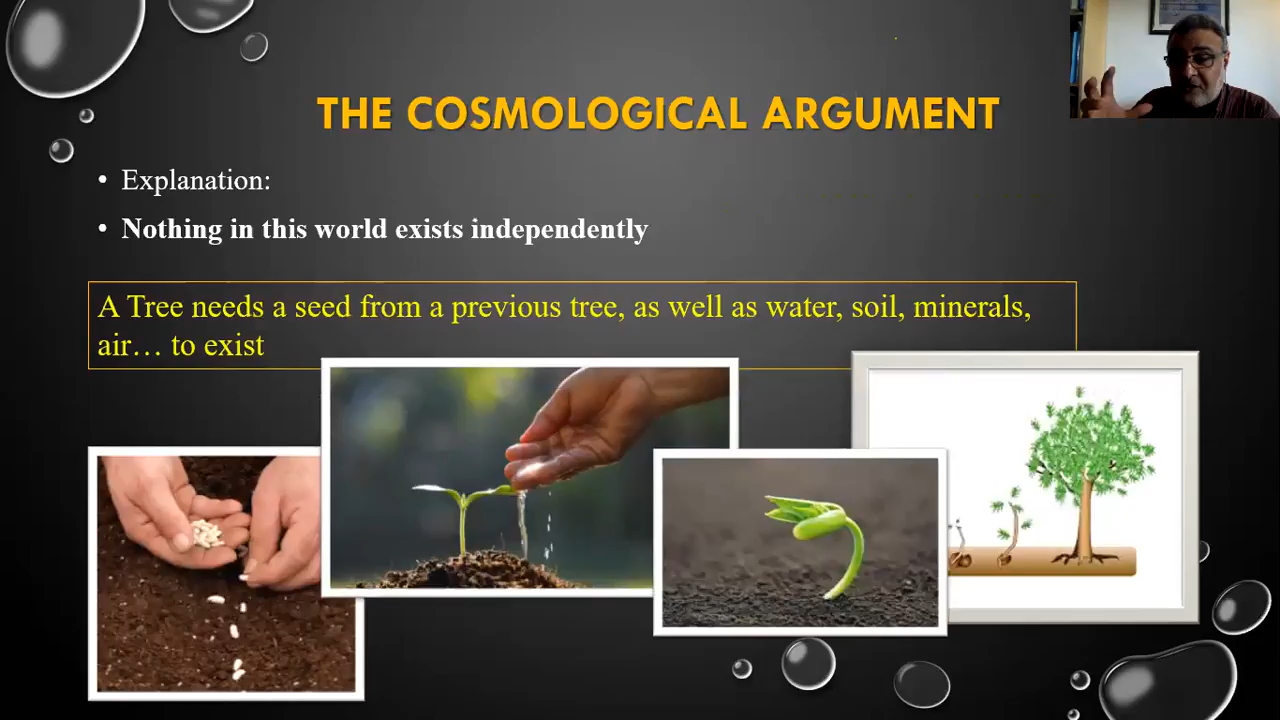 THE COSMOLOGICAL ARGUMENT
• Explanation:
• Nothing in this world exists independently
A Tree needs a seed from a previous tree, as well as water, soil, minerals,
air… to exist